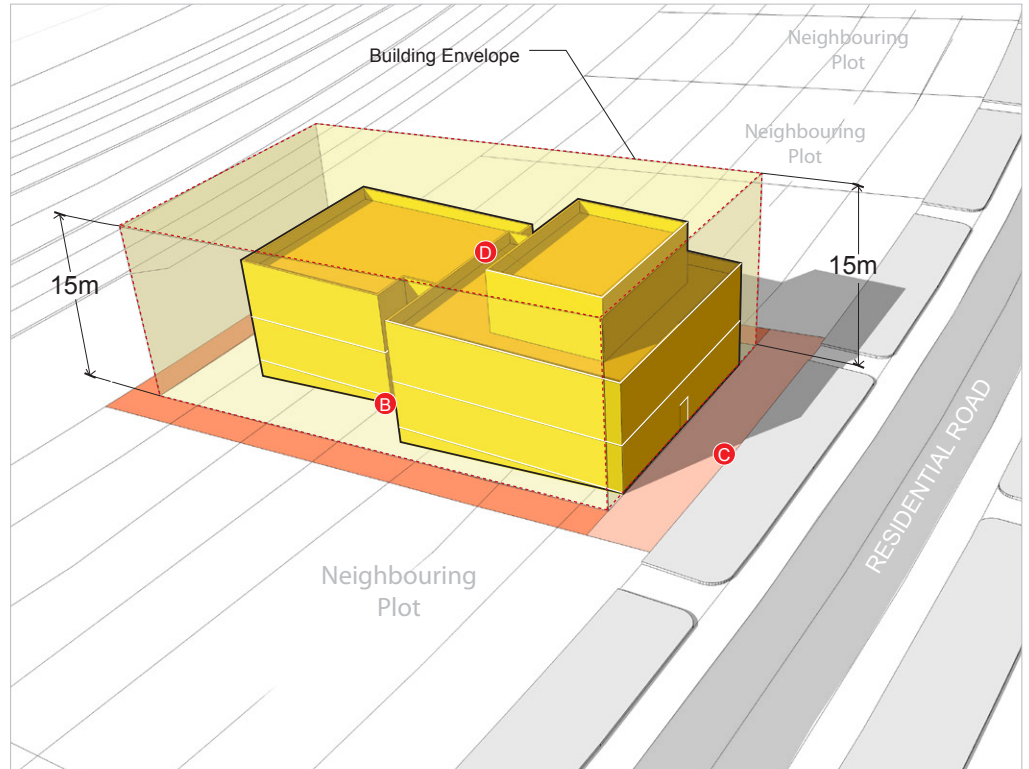 Neighbouring
Plot
Building Envelope
Neighbouring
Plot
15m
15m
D
B
C
RESIDENTIAL ROAD
Neighbouring
Plot